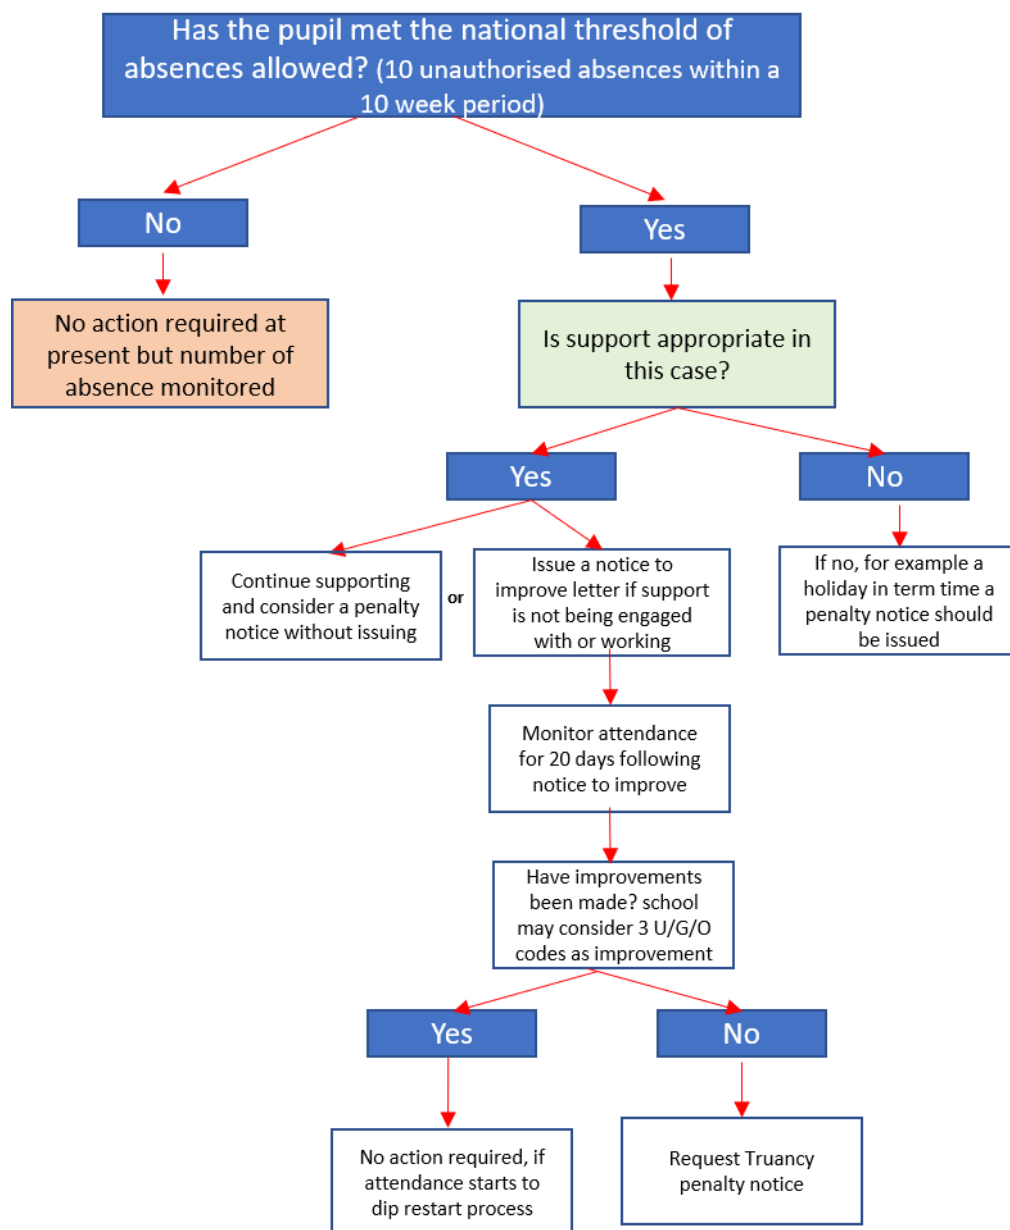 Has the pupil met the national threshold of
absences allowed? (10 unauthorised absences within a
10 week period)
No
Yes
No action required at
present but number of
absence monitored
Is support appropriate in
this case?
Yes
No
Continue supporting
and consider a penalty
notice without issuing
or
Issue a notice to
improve letter if support
is not being engaged
with or working
If no, for example a
holiday in term time a
penalty notice should
be issued
Monitor attendance
for 20 days following
notice to improve
Have improvements
been made? school
may consider 3 U/G/O
codes as improvement
Yes
No
No action required, if
attendance starts to
dip restart process
Request Truancy
penalty notice